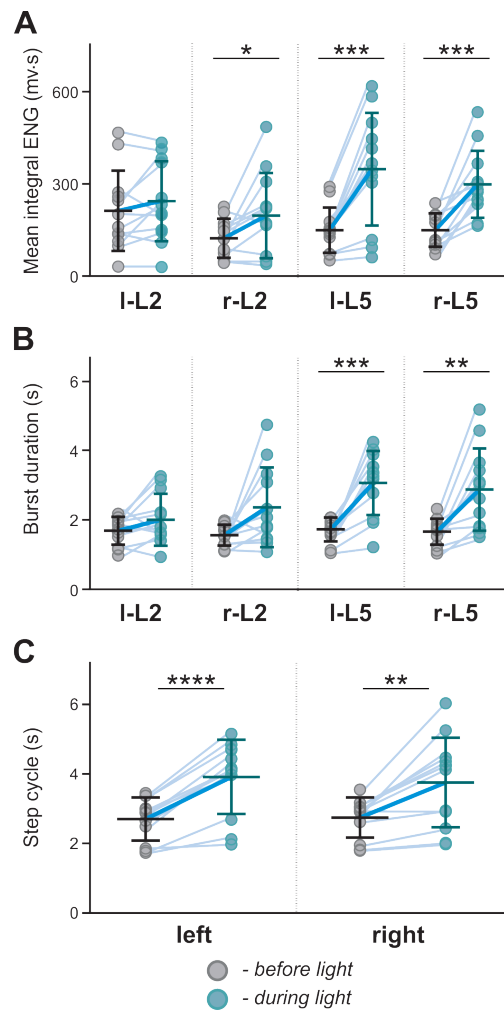 A
Mean integral ENG (mv·s)
600
300
0
* *** ***
l-L2 r-L2 l-L5 r-L5
B
Burst duration (s)
6
4
2
0
*** **
l-L2 r-L2 l-L5 r-L5
C
Step cycle (s)
6
4
2
0
**** **
left right
- before light
- during light